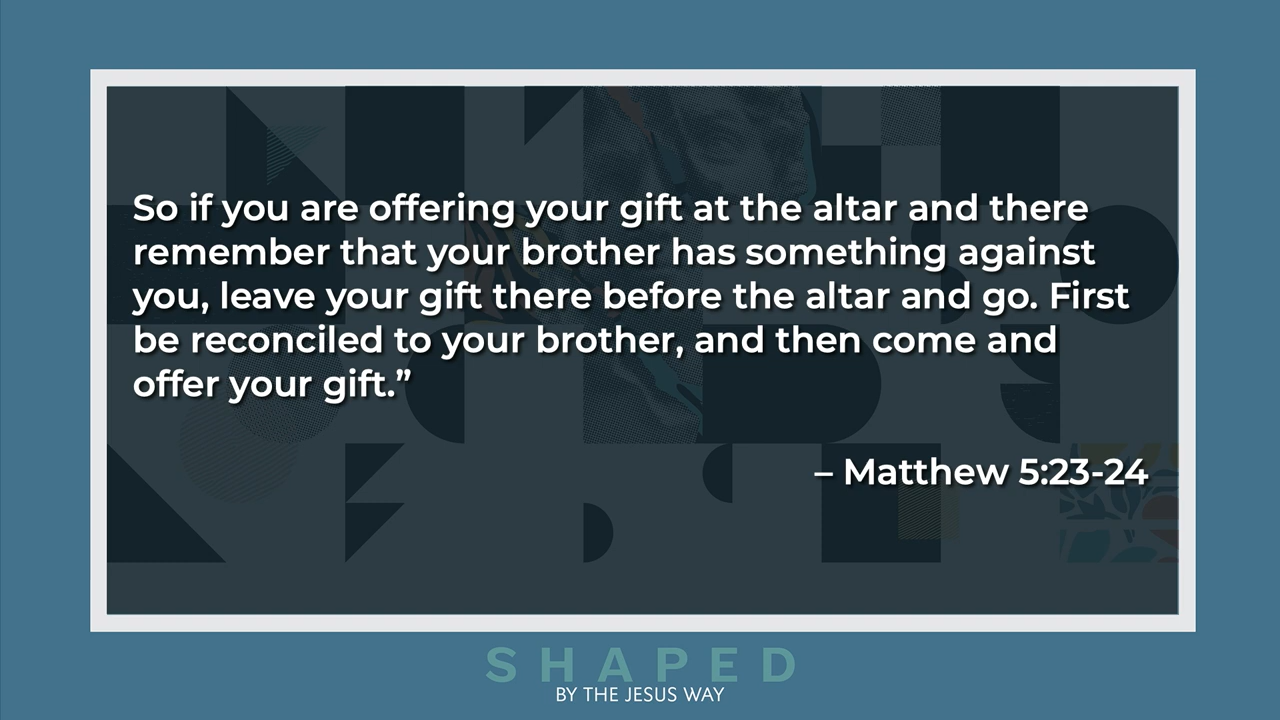 So if you are offering your gift at the altar and there
remember that your brother has something against
you, leave your gift there before the altar and go. First
be reconciled to your brother, and then come and
offer your gift.”
– Matthew 5:23-24
SHAPED
BY THE JESUS WAY